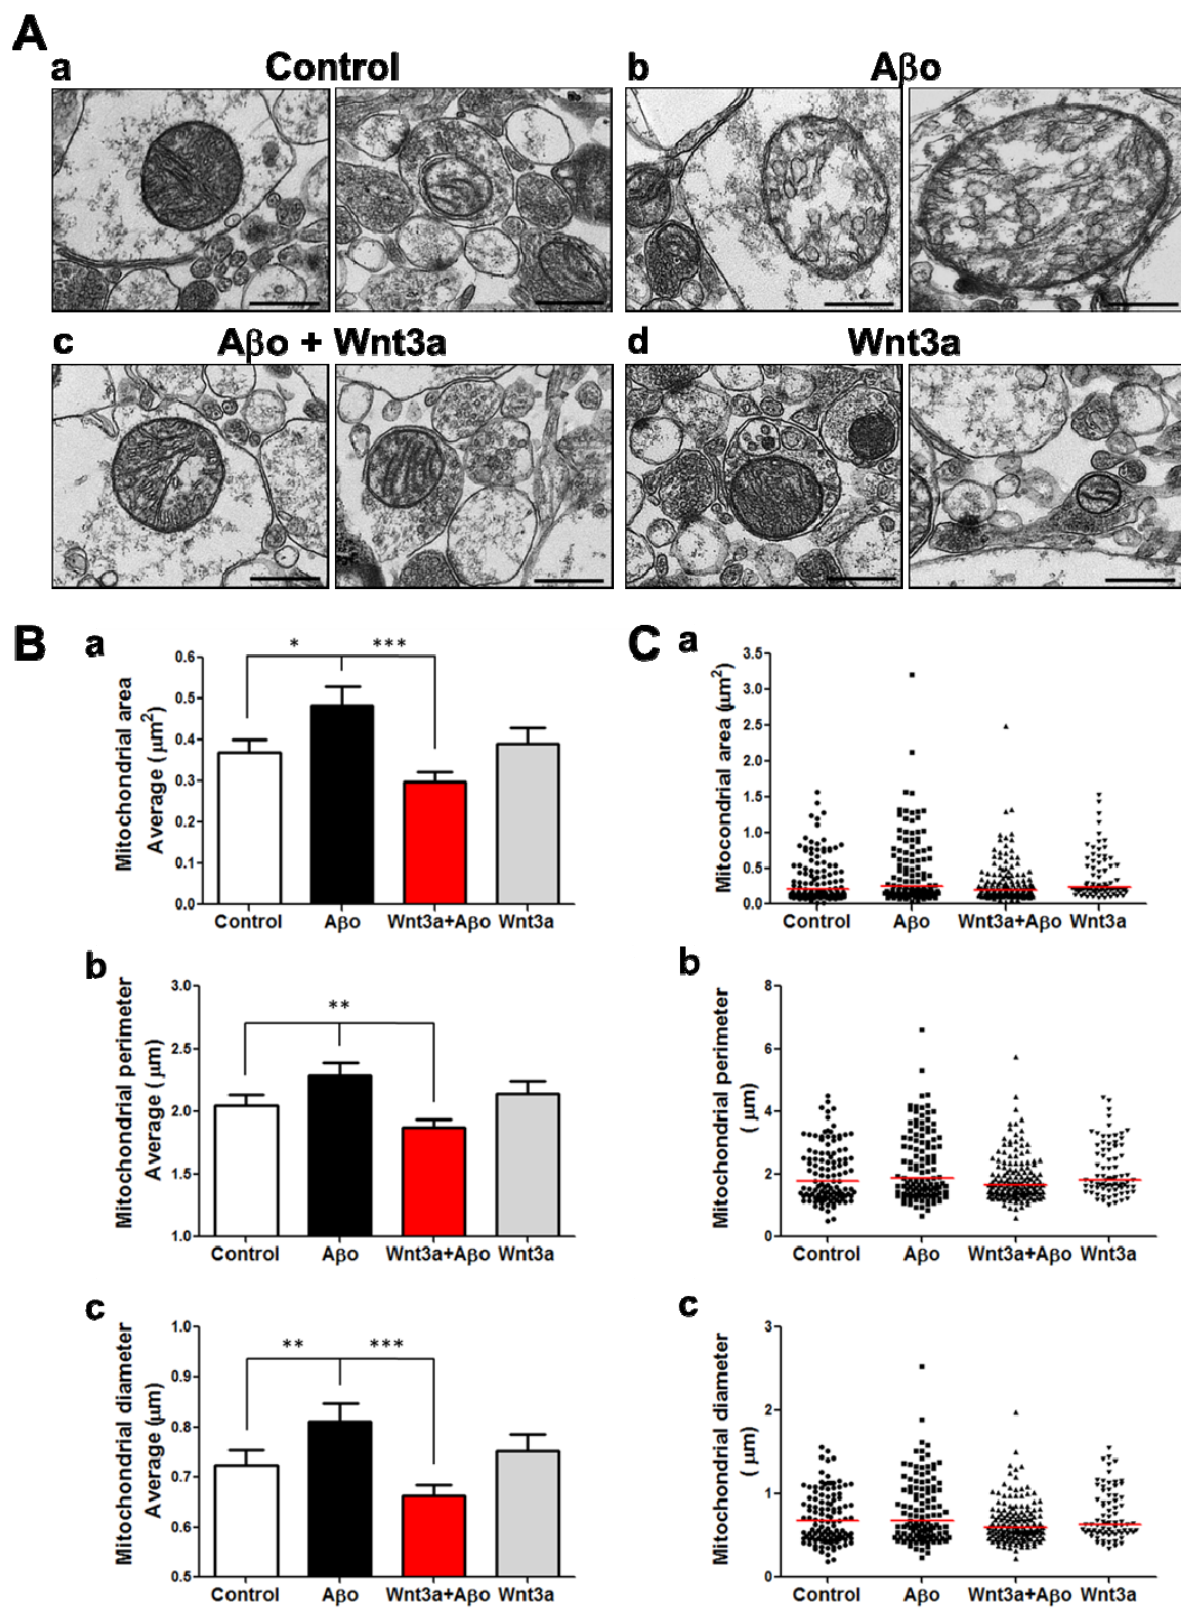 A
a Control b Aβo
c Aβo + Wnt3a d Wnt3a
B
a
Mitochondrial area
Average ( μm²)
* ***
0.6
0.5
0.4
0.3
0.2
0.1
0.0
Control Aβo Wnt3a+Aβo Wnt3a
C
a
Mitocondrial area (μm²)
3.5
3.0
2.5
2.0
1.5
1.0
0.5
0.0
Control Aβo Wnt3a+Aβo Wnt3a
b
Mitochondrial perimeter
Average ( μm)
**
3.0
2.5
2.0
1.5
1.0
Control Aβo Wnt3a+Aβo Wnt3a
b
Mitochondrial perimeter
( μm)
8
6
4
2
0
Control Aβo Wnt3a+Aβo Wnt3a
c
Mitochondrial diameter
Average (μm)
** ***
1.0
0.9
0.8
0.7
0.6
0.5
Control Aβo Wnt3a+Aβo Wnt3a
c
Mitochondrial diameter
( μm)
3
2
1
0
Control Aβo Wnt3a+Aβo Wnt3a